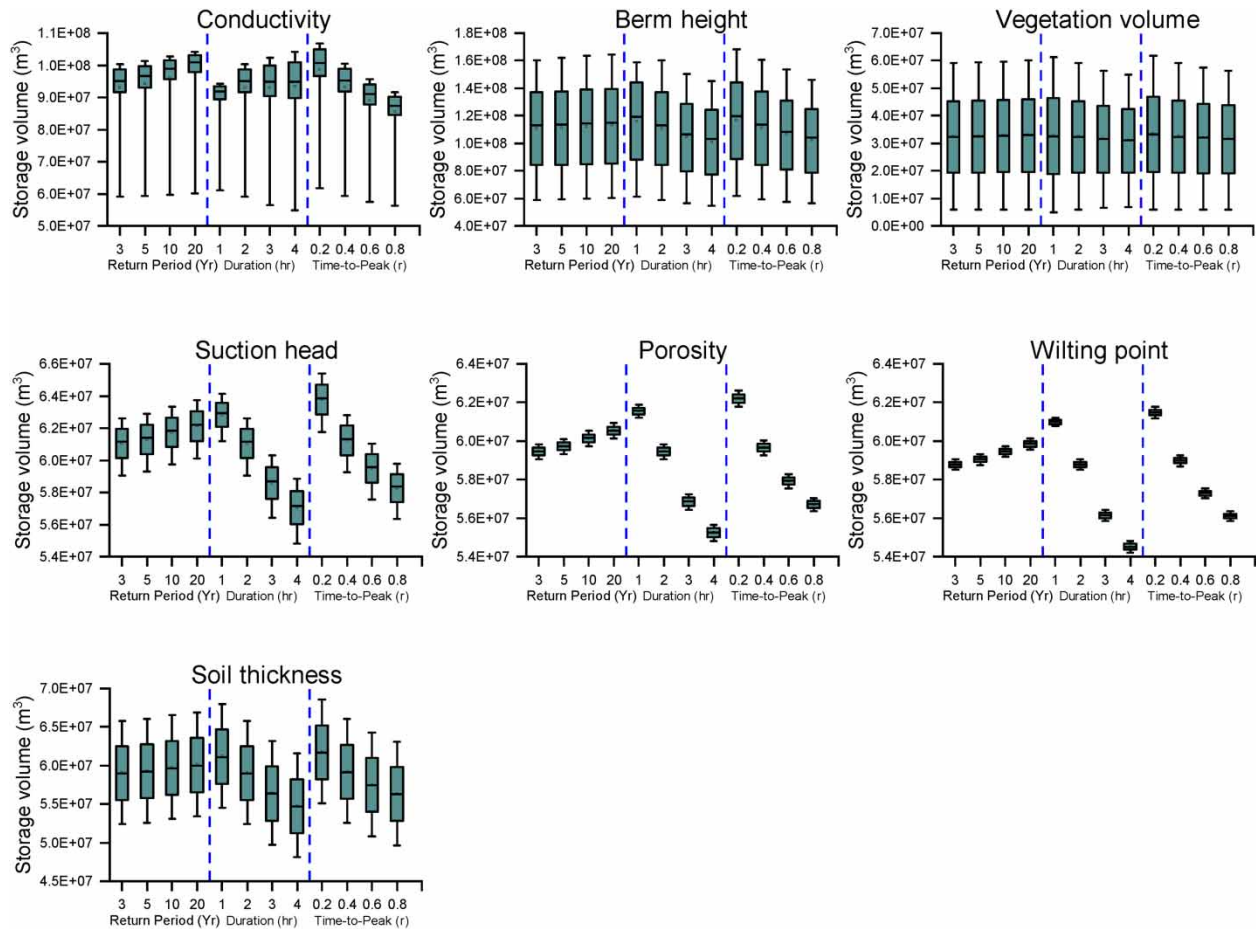 Conductivity
Storage volume (m³)
1.1E+08
1.0E+08
9.0E+07
8.0E+07
7.0E+07
6.0E+07
5.0E+07
3 5 10 20 1 2 3 4 0.2 0.4 0.6 0.8
Return Period (Yr) Duration (hr) Time-to-Peak (r)
Berm height
Storage volume (m³)
1.8E+08
1.6E+08
1.4E+08
1.2E+08
1.0E+08
8.0E+07
6.0E+07
4.0E+07
3 5 10 20 1 2 3 4 0.2 0.4 0.6 0.8
Return Period (Yr) Duration (hr) Time-to-Peak (r)
Vegetation volume
Storage volume (m³)
7.0E+07
6.0E+07
5.0E+07
4.0E+07
3.0E+07
2.0E+07
1.0E+07
0.0E+00
3 5 10 20 1 2 3 4 0.2 0.4 0.6 0.8
Return Period (Yr) Duration (hr) Time-to-Peak (r)
Suction head
Storage volume (m³)
6.6E+07
6.4E+07
6.2E+07
6.0E+07
5.8E+07
5.6E+07
5.4E+07
3 5 10 20 1 2 3 4 0.2 0.4 0.6 0.8
Return Period (Yr) Duration (hr) Time-to-Peak (r)
Porosity
Storage volume (m³)
6.4E+07
6.2E+07
6.0E+07
5.8E+07
5.6E+07
5.4E+07
3 5 10 20 1 2 3 4 0.2 0.4 0.6 0.8
Return Period (Yr) Duration (hr) Time-to-Peak (r)
Wilting point
Storage volume (m³)
6.4E+07
6.2E+07
6.0E+07
5.8E+07
5.6E+07
5.4E+07
3 5 10 20 1 2 3 4 0.2 0.4 0.6 0.8
Return Period (Yr) Duration (hr) Time-to-Peak (r)
Soil thickness
Storage volume (m³)
7.0E+07
6.5E+07
6.0E+07
5.5E+07
5.0E+07
4.5E+07
3 5 10 20 1 2 3 4 0.2 0.4 0.6 0.8
Return Period (Yr) Duration (hr) Time-to-Peak (r)